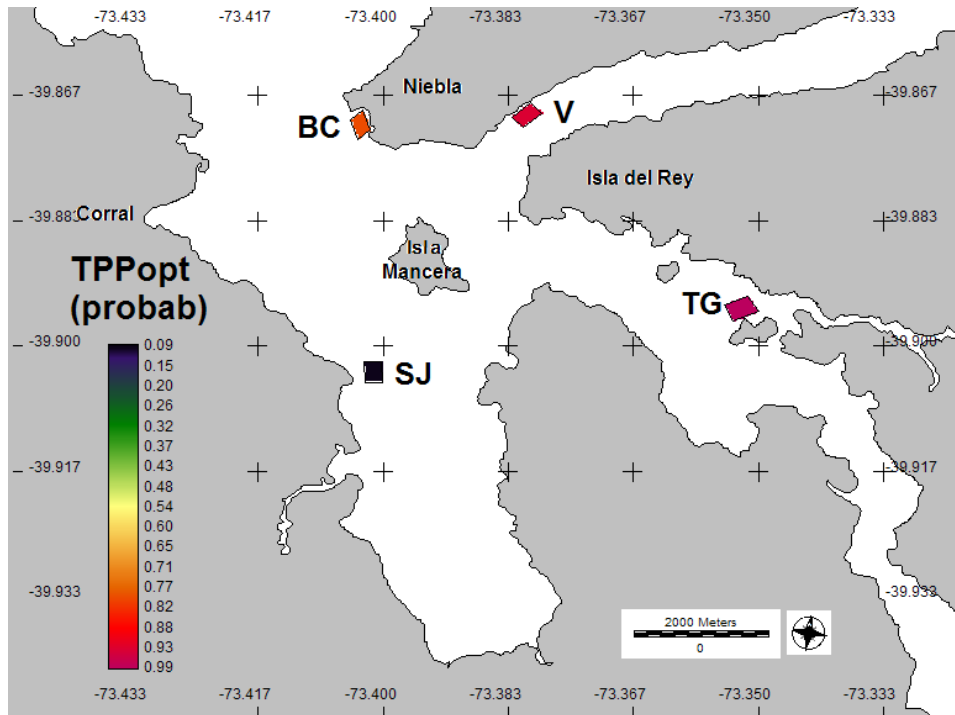 -73.433 -73.417 -73.400 -73.383 -73.367 -73.350 -73.333
-39.867 Niebla -39.867
BC V
Isla del Rey
-39.883 Corral -39.883
Isla
Mancera
TPPopt
(probab)
TG
-39.900 -39.900
0.09
0.15
0.20
0.26
0.32
0.37
0.43
0.48
0.54
0.60
0.65
0.71
0.77
0.82
0.88
0.93
0.99
SJ
-39.917 -39.917
-39.933 -39.933
2000 Meters
0
-73.433 -73.417 -73.400 -73.383 -73.367 -73.350 -73.333